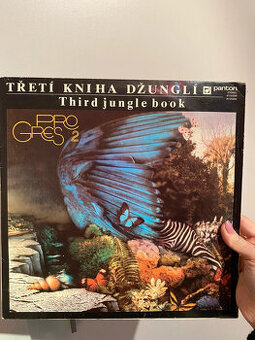 TŘETÍ KNIHA DŽUNGLÍ
panton
Third jungle book
PRO
GRES 2